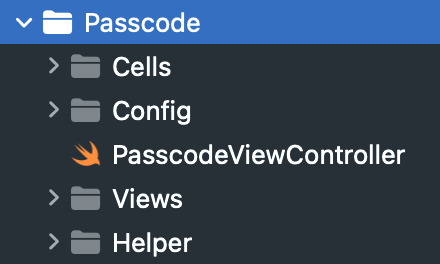 Passcode
Cells
Config
PasscodeViewController
Views
Helper